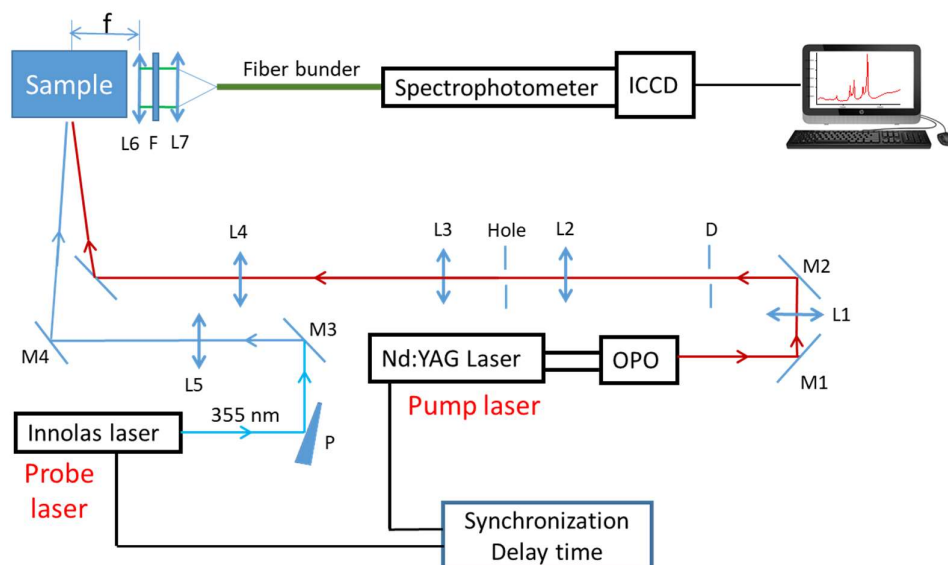 f
Sample
L6 F L7
Fiber bunder
Spectrophotometer
ICCD
L4
L3
Hole
L2
D
M2
L1
M1
M4
L5
M3
Nd:YAG Laser
OPO
Pump laser
355 nm
P
Innolas laser
Probe
laser
Synchronization
Delay time